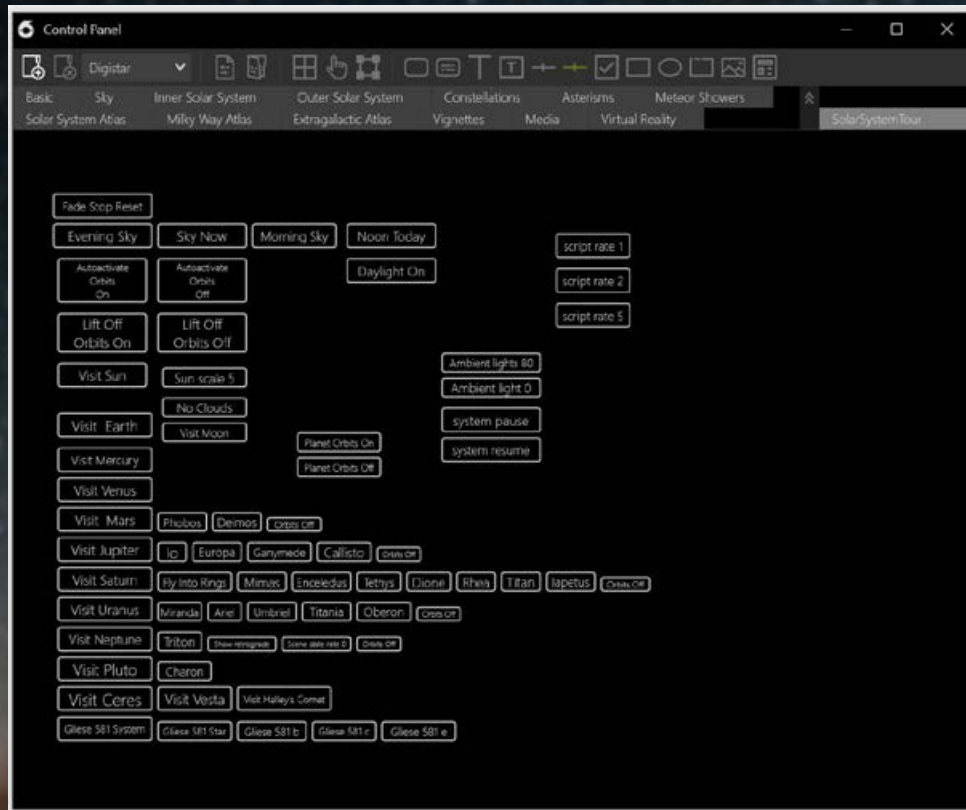 Control Panel
Digistar
Basic Sky Inner Solar System Outer Solar System Constellations Asterisms Meteor Showers
Solar System Atlas Milky Way Atlas Extragalactic Atlas Vignettes Media Virtual Reality SolarSystemTour
Fade Stop Reset
Evening Sky Sky Now Morning Sky Noon Today
script rate 1
Autoactivate
Orbits
On
Autoactivate
Orbits
Off
Daylight On
script rate 2
script rate 5
Lift Off
Orbits On
Lift Off
Orbits Off
Visit Sun Sun scale 5
Ambient lights 80
Ambient light 0
No Clouds
Visit Earth Visit Moon
system pause
Planet Orbits On
system resume
Visit Mercury Planet Orbits Off
Visit Venus
Visit Mars Phobos Deimos Orbits Off
Visit Jupiter Io Europa Ganymede Callisto Orbits Off
Visit Saturn Fly Into Rings Mimas Enceledus Tethys Dione Rhea Titan Iapetus Orbits Off
Visit Uranus Miranda Ariel Umbriel Titania Oberon Orbits Off
Visit Neptune Triton Show retrograde Scene state rate 0 Orbits Off
Visit Pluto Charon
Visit Ceres Visit Vesta Visit Halley's Comet
Gliese 581 System Gliese 581 Star Gliese 581 b Gliese 581 c Gliese 581 e